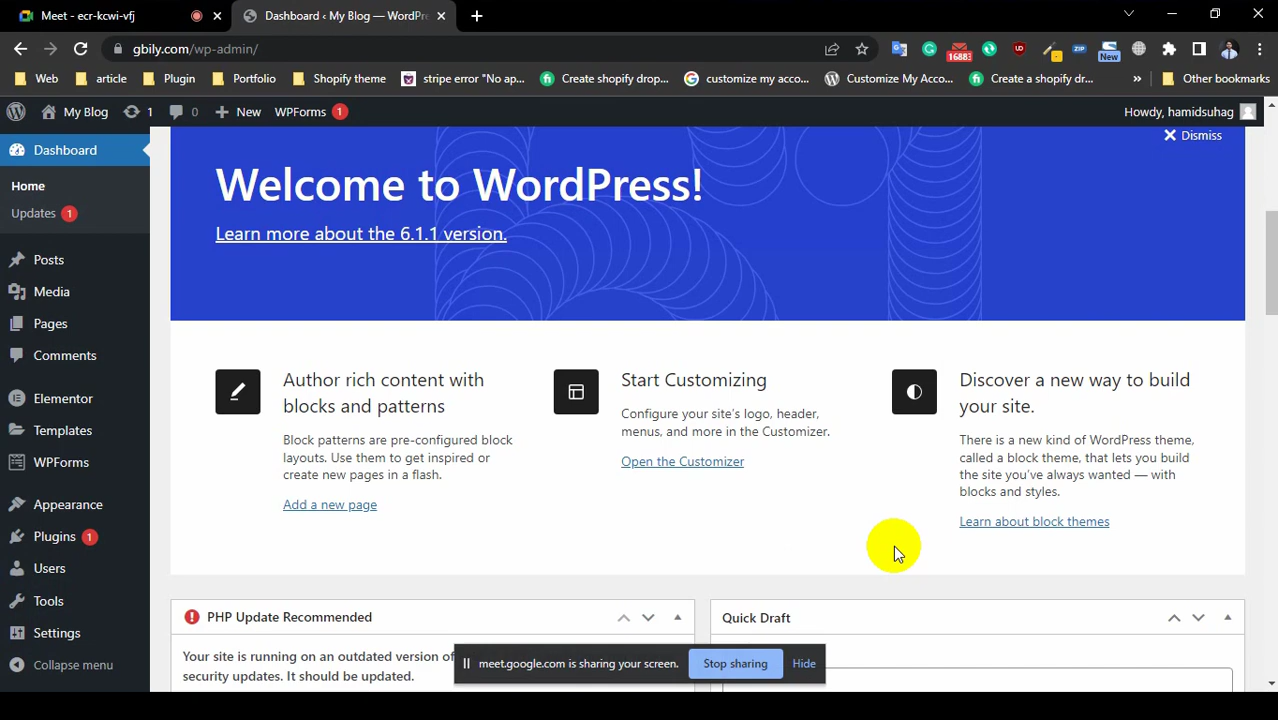 Meet - ecr-kcwi-vfj
Dashboard ‹ My Blog — WordPre
gbily.com/wp-admin/
16883
UD
ZIP
New
Web
article
Plugin
Portfolio
Shopify theme
stripe error "No ap...
Create shopify drop...
customize my acco...
Customize My Acco...
Create a shopify dr...
»
Other bookmarks
My Blog
1
0
New
WPForms 1
Howdy, hamidsuhag
Dashboard
Home
Updates 1
Posts
Media
Pages
Comments
Elementor
Templates
WPForms
Appearance
Plugins 1
Users
Tools
Settings
Collapse menu
Dismiss
Welcome to WordPress!
Learn more about the 6.1.1 version.
Author rich content with
blocks and patterns
Block patterns are pre-configured block
layouts. Use them to get inspired or
create new pages in a flash.
Add a new page
Start Customizing
Configure your site's logo, header,
menus, and more in the Customizer.
Open the Customizer
Discover a new way to build
your site.
There is a new kind of WordPress theme,
called a block theme, that lets you build
the site you've always wanted — with
blocks and styles.
Learn about block themes
PHP Update Recommended
Your site is running on an outdated version of
security updates. It should be updated.
Quick Draft
meet.google.com is sharing your screen.
Stop sharing
Hide